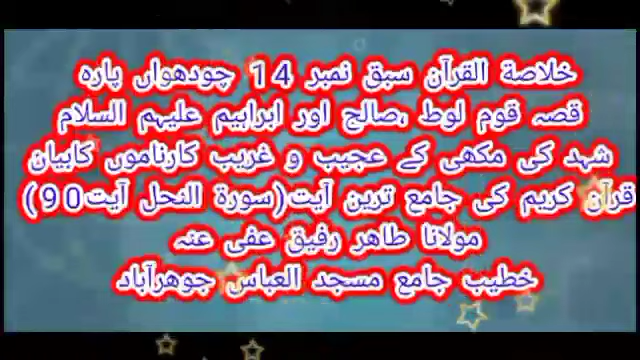 خلاصة القرآن سبق نمبر 14 چودھواں پارہ
قصہ قوم لوط ،صالح اور ابراہیم علیہم السلام
شہد کی مکھی کے عجیب و غریب کارناموں کابیان
قرآن کریم کی جامع ترین آیت(سورۃ النحل آیت90)
مولانا طاهر رفیق عفی عنہ
خطیب جامع مسجد العباس جوهرآباد